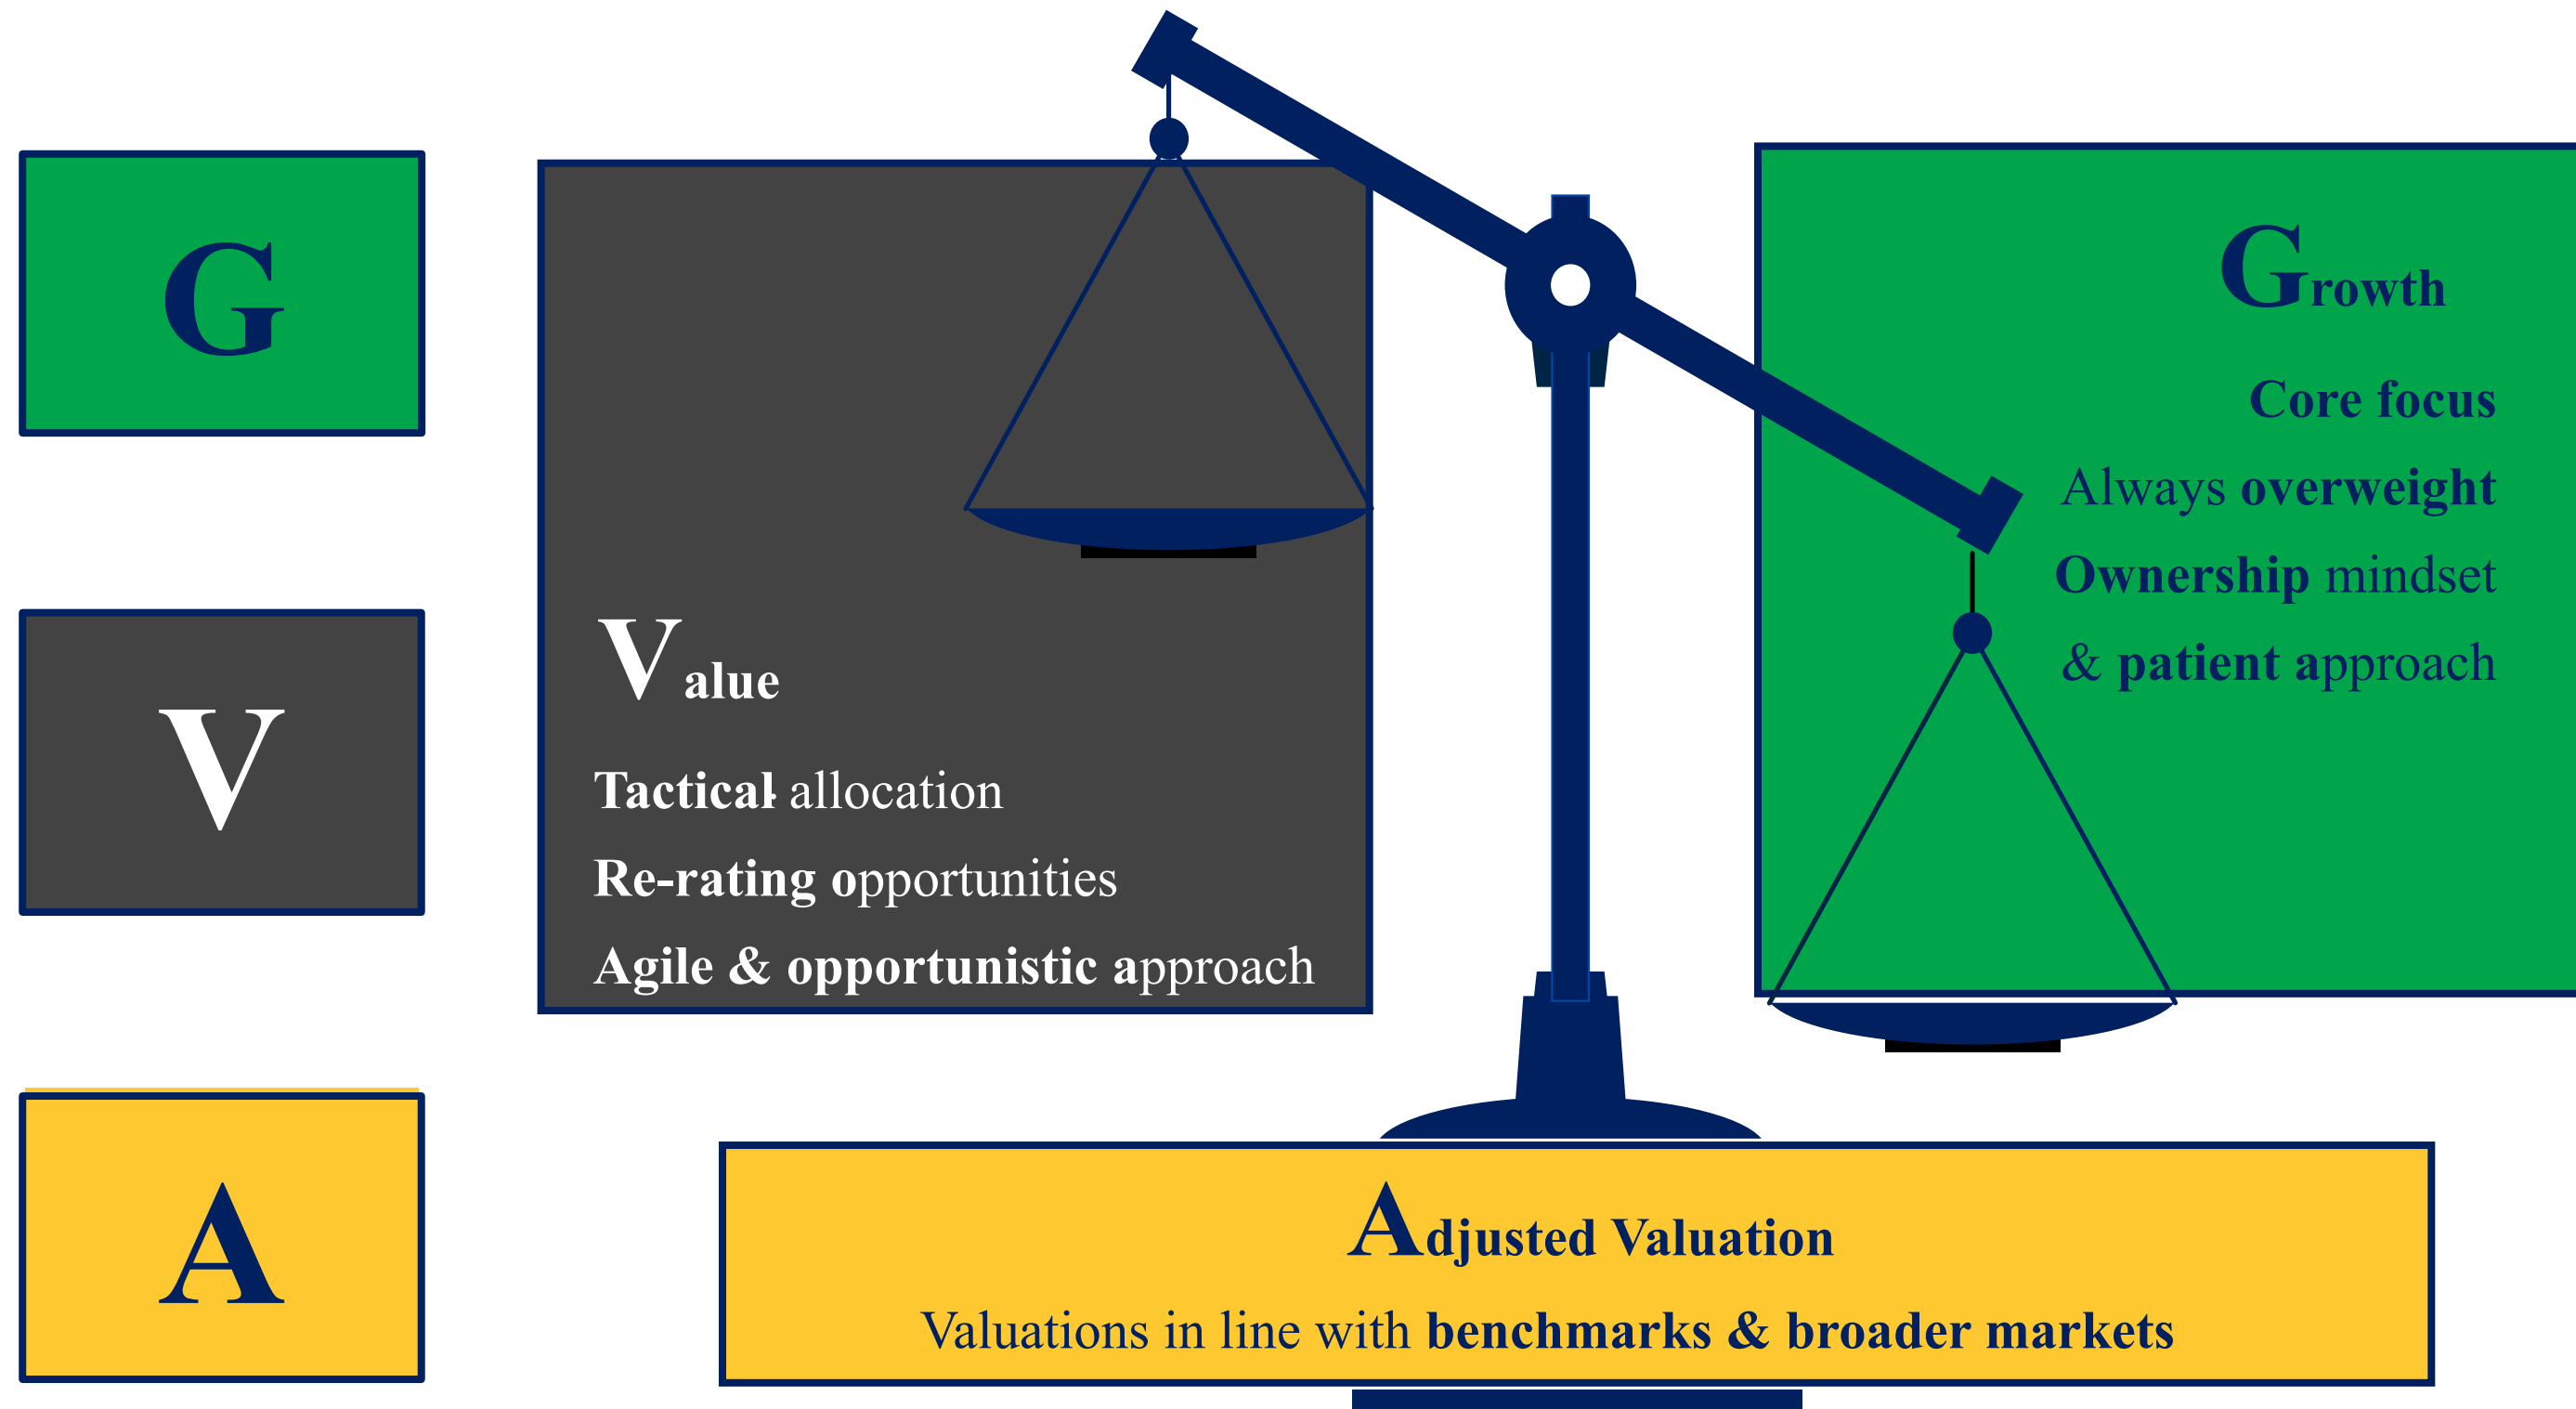 G
V
A
Value
Tactical allocation
Re-rating opportunities
Agile & opportunistic approach
Growth
Core focus
Always overweight
Ownership mindset
& patient approach
Adjusted Valuation
Valuations in line with benchmarks & broader markets